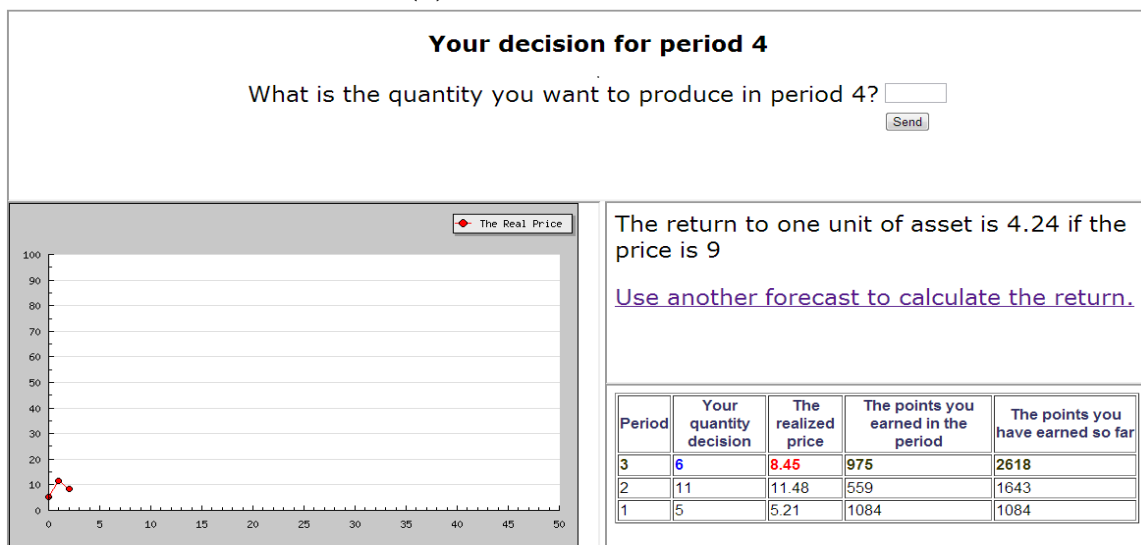 Your decision for period 4
What is the quantity you want to produce in period 4?
Send
The Real Price
100
90
80
70
60
50
40
30
20
10
0
0 5 10 15 20 25 30 35 40 45 50
The return to one unit of asset is 4.24 if the
price is 9
Use another forecast to calculate the return.
Period Your quantity decision The realized price The points you earned in the period The points you have earned so far
3 6 8.45 975 2618
2 11 11.48 559 1643
1 5 5.21 1084 1084